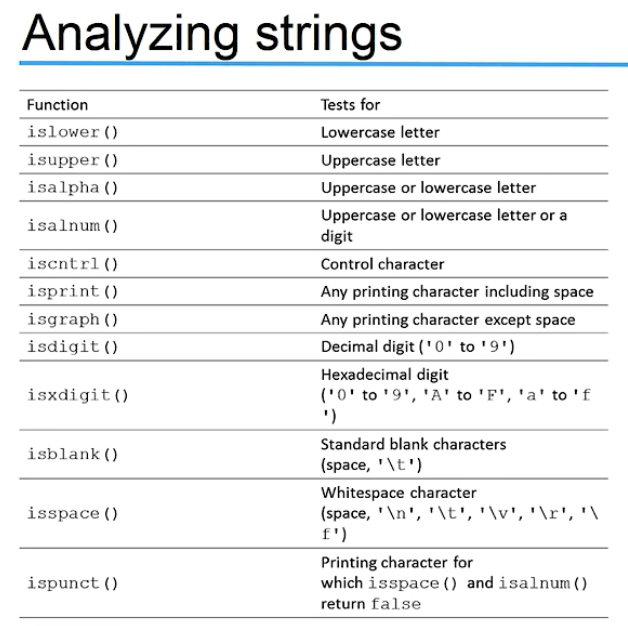 Analyzing strings
Function Tests for
islower() Lowercase letter
isupper() Uppercase letter
isalpha() Uppercase or lowercase letter
isalnum() Uppercase or lowercase letter or a
digit
iscntrl() Control character
isprint() Any printing character including space
isgraph() Any printing character except space
isdigit() Decimal digit ('0' to '9')
isxdigit() Hexadecimal digit
('0' to '9', 'A' to 'F', 'a' to 'f
')
isblank() Standard blank characters
(space, '\t')
isspace() Whitespace character
(space, '\n', '\t', '\v', '\r', '\
f')
ispunct() Printing character for
which isspace() and isalnum()
return false